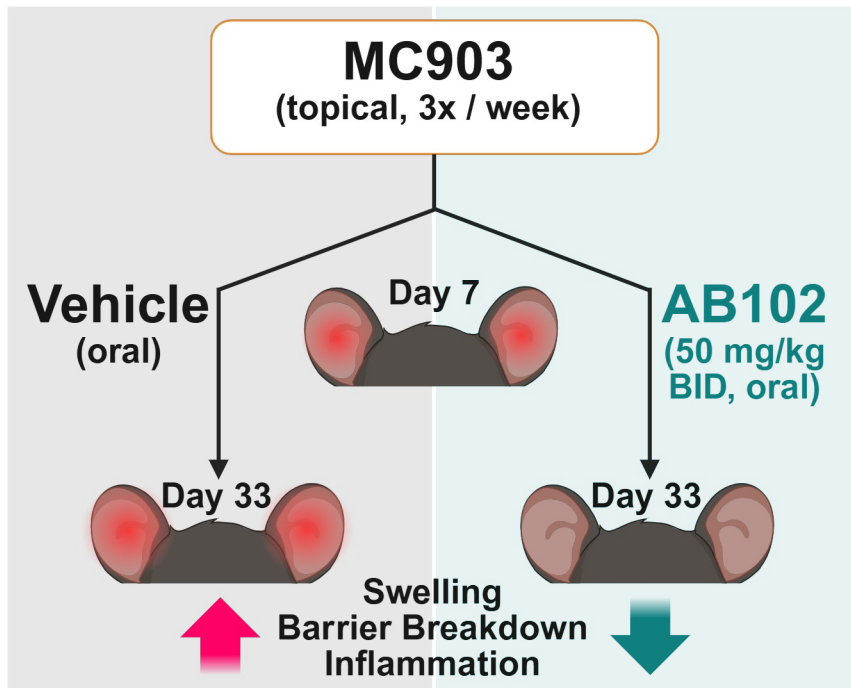 MC903
(topical, 3x / week)
Day 7
Vehicle
(oral)
AB102
(50 mg/kg
BID, oral)
Day 33
Day 33
Swelling
Barrier Breakdown
Inflammation